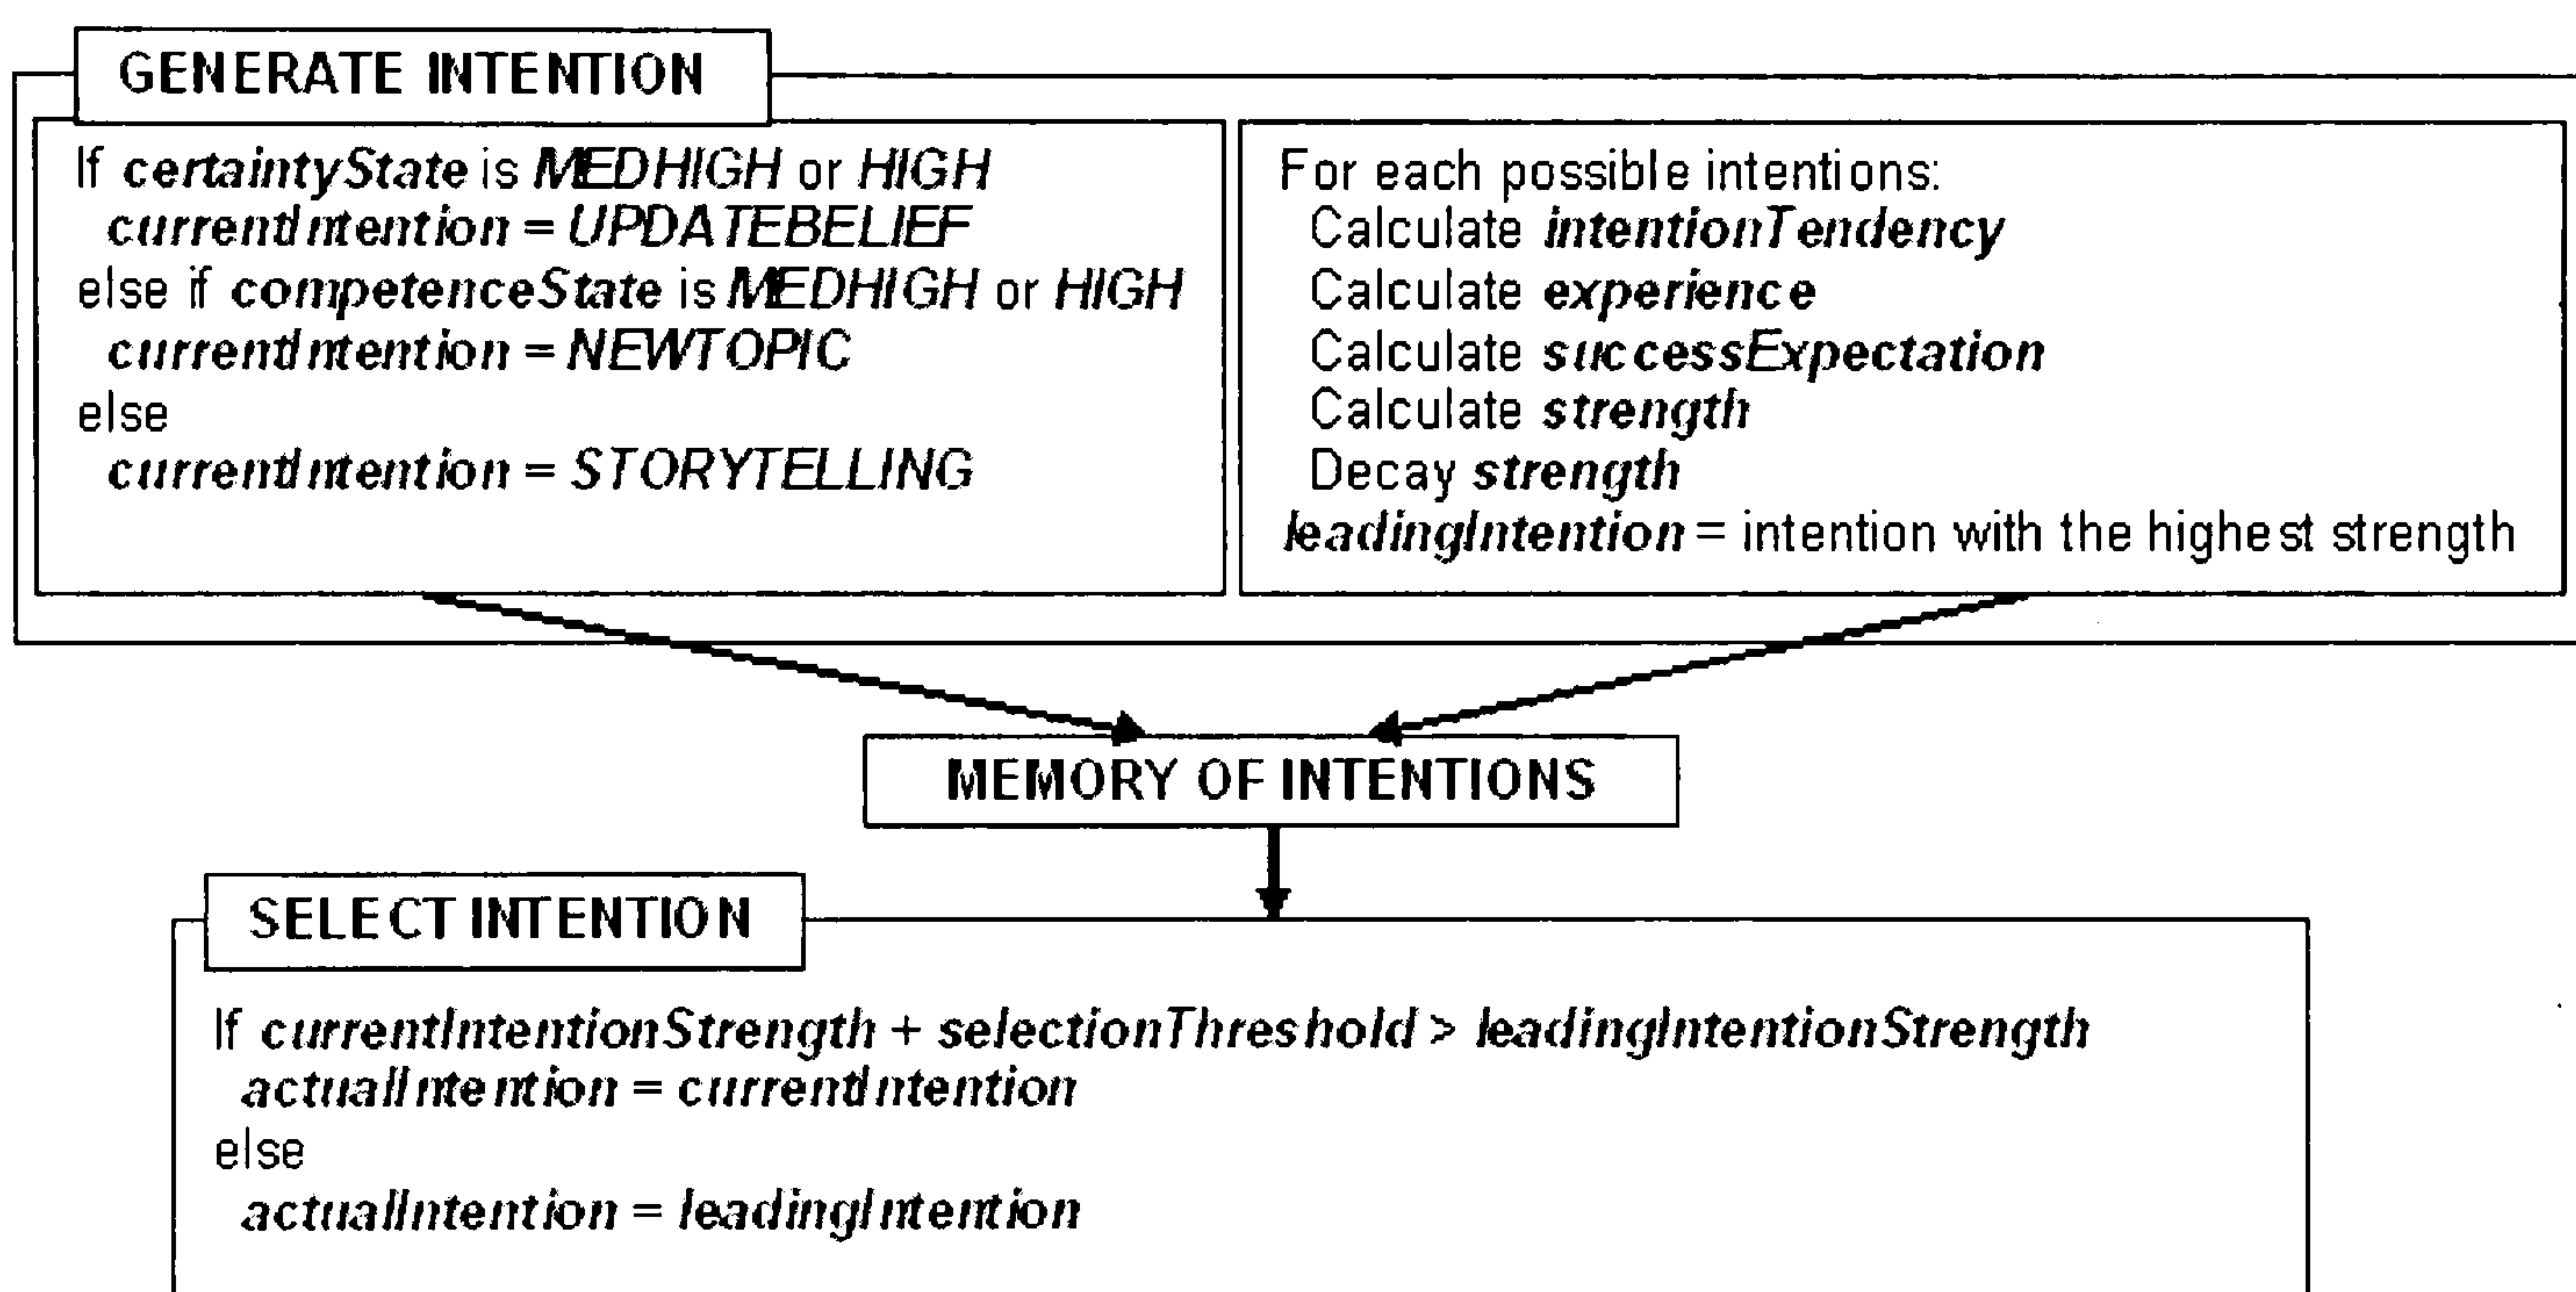 GENERATE INTENTION
If certaintyState is MEDHIGH or HIGH
currentIntention = UPDATEBELIEF
else if competenceState is MEDHIGH or HIGH
currentIntention = NEWTOPIC
else
currentIntention = STORYTELLING
For each possible intentions:
Calculate intentionTendency
Calculate experience
Calculate successExpectation
Calculate strength
Decay strength
leadingIntention = intention with the highest strength
MEMORY OF INTENTIONS
SELECT INTENTION
If currentIntentionStrength + selectionThreshold > leadingIntentionStrength
actualIntention = currentIntention
else
actualIntention = leadingIntention